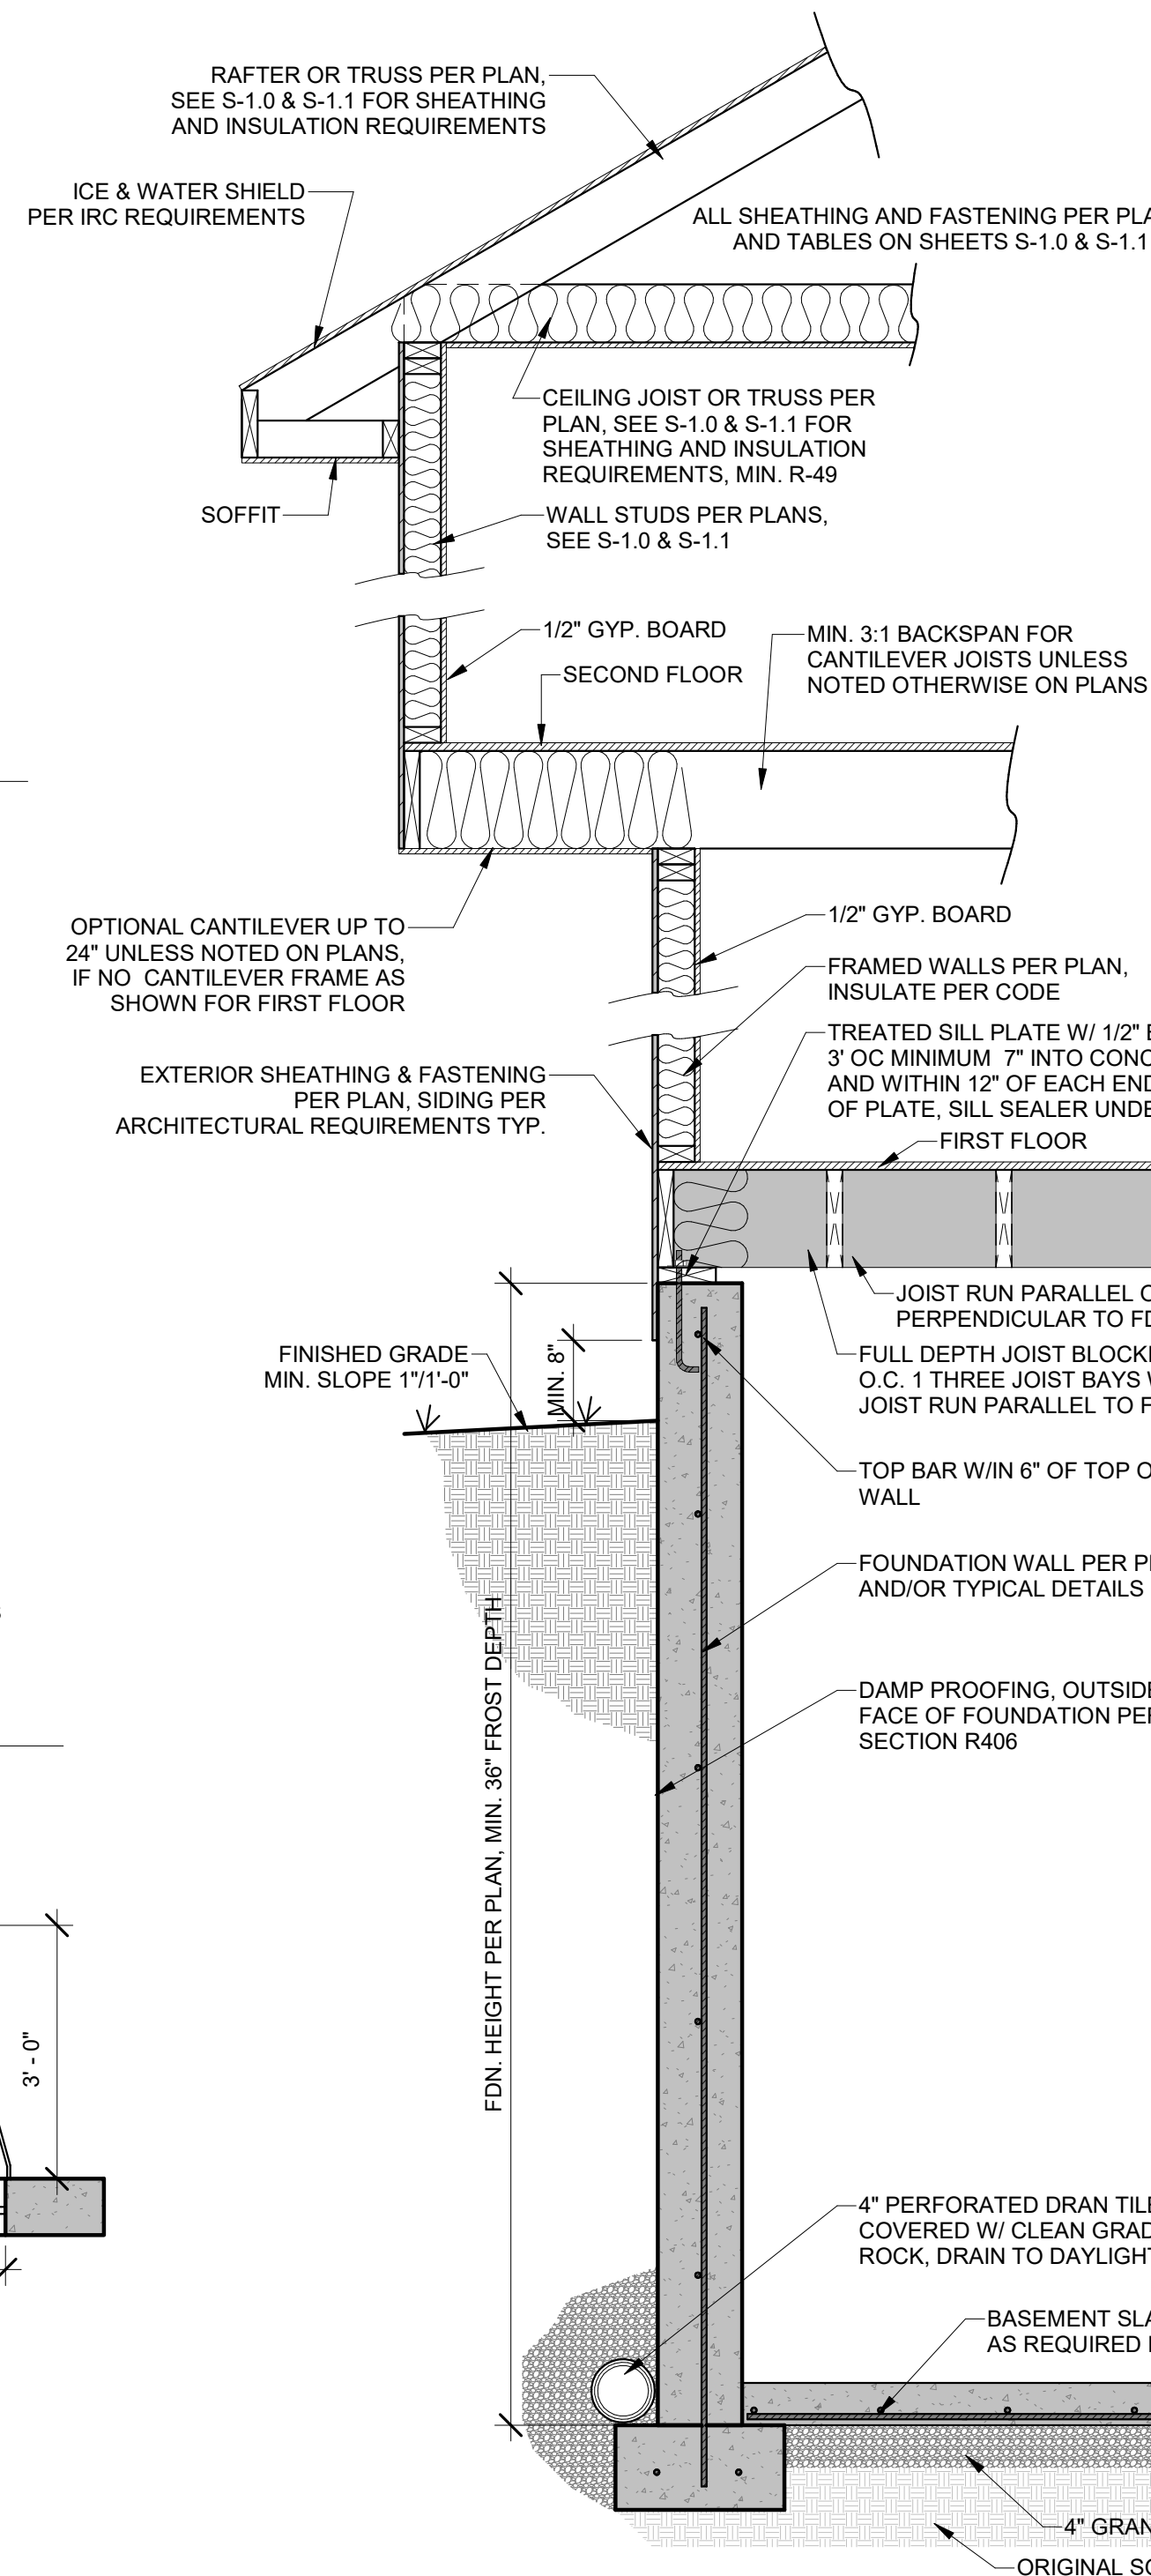 RAFTER OR TRUSS PER PLAN,
SEE S-1.0 & S-1.1 FOR SHEATHING
AND INSULATION REQUIREMENTS
ICE & WATER SHIELD
PER IRC REQUIREMENTS
ALL SHEATHING AND FASTENING PER
AND TABLES ON SHEETS S-1.0 & S-1.1
CEILING JOIST OR TRUSS PER
PLAN, SEE S-1.0 & S-1.1 FOR
SHEATHING AND INSULATION
REQUIREMENTS, MIN. R-49
SOFFIT
WALL STUDS PER PLANS,
SEE S-1.0 & S-1.1
1/2" GYP. BOARD
SECOND FLOOR
MIN. 3:1 BACKSPAN FOR
CANTILEVER JOISTS UNLESS
NOTED OTHERWISE ON PLANS
OPTIONAL CANTILEVER UP TO
24" UNLESS NOTED ON PLANS,
IF NO CANTILEVER FRAME AS
SHOWN FOR FIRST FLOOR
1/2" GYP. BOARD
FRAMED WALLS PER PLAN,
INSULATE PER CODE
TREATED SILL PLATE W/ 1/2"
3' OC MINIMUM 7" INTO
AND WITHIN 12" OF EACH END
OF PLATE, SILL SEALER
EXTERIOR SHEATHING & FASTENING
PER PLAN, SIDING PER
ARCHITECTURAL REQUIREMENTS TYP.
FIRST FLOOR
JOIST RUN PARALLEL
PERPENDICULAR TO
FINISHED GRADE
MIN. SLOPE 1"/1'-0"
MIN. 8"
FULL DEPTH JOIST
O.C. 1 THREE JOIST BAYS
JOIST RUN PARALLEL TO
TOP BAR W/IN 6" OF TOP
WALL
FOUNDATION WALL PER
AND/OR TYPICAL DETAILS
FDN. HEIGHT PER PLAN, MIN. 36" FROST DEPTH
DAMP PROOFING, OUTSIDE
FACE OF FOUNDATION
SECTION R406
3' - 0"
4" PERFORATED DRAN TILE
COVERED W/ CLEAN
ROCK, DRAIN TO DAYLIGHT
BASEMENT
AS REQUIRED
4"
ORIGINAL